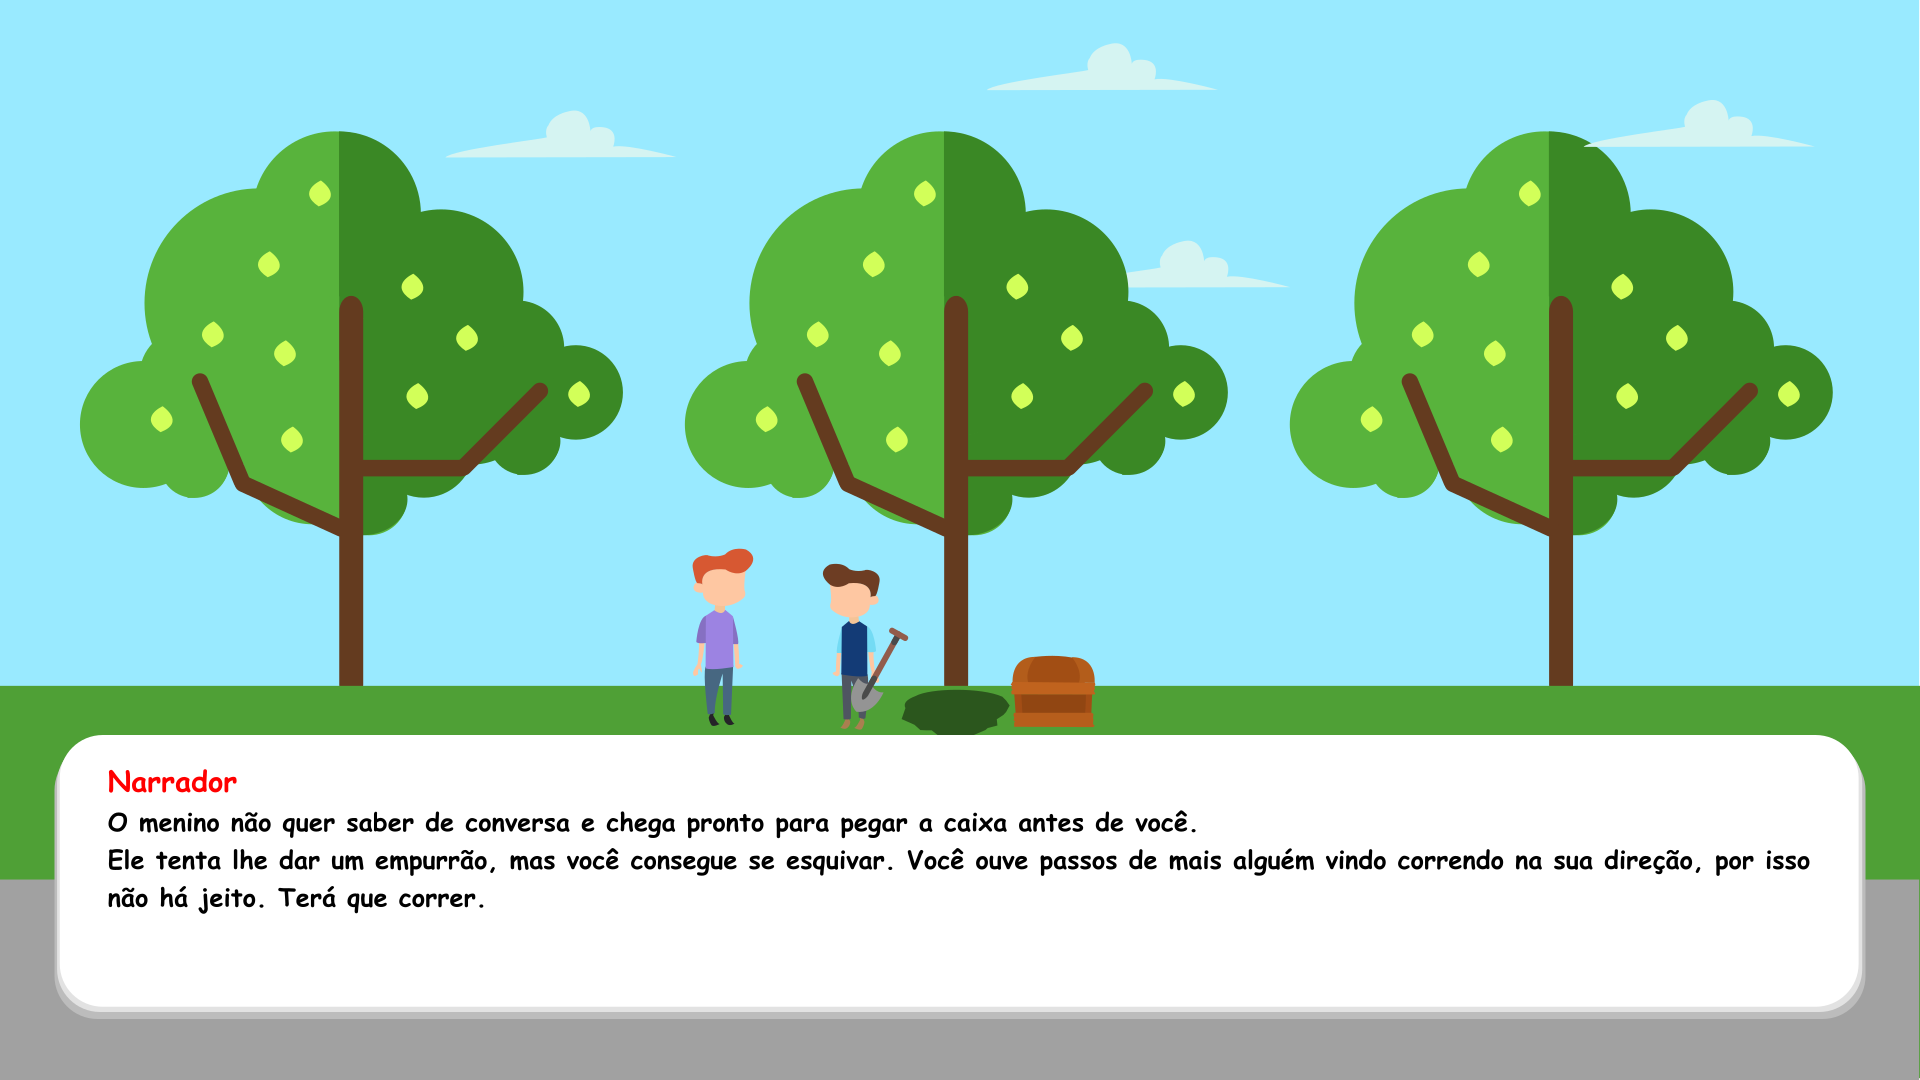 Narrador
O menino não quer saber de conversa e chega pronto para pegar a caixa antes de você.
Ele tenta lhe dar um empurrão, mas você consegue se esquivar. Você ouve passos de mais alguém vindo correndo na sua direção, por isso
não há jeito. Terá que correr.